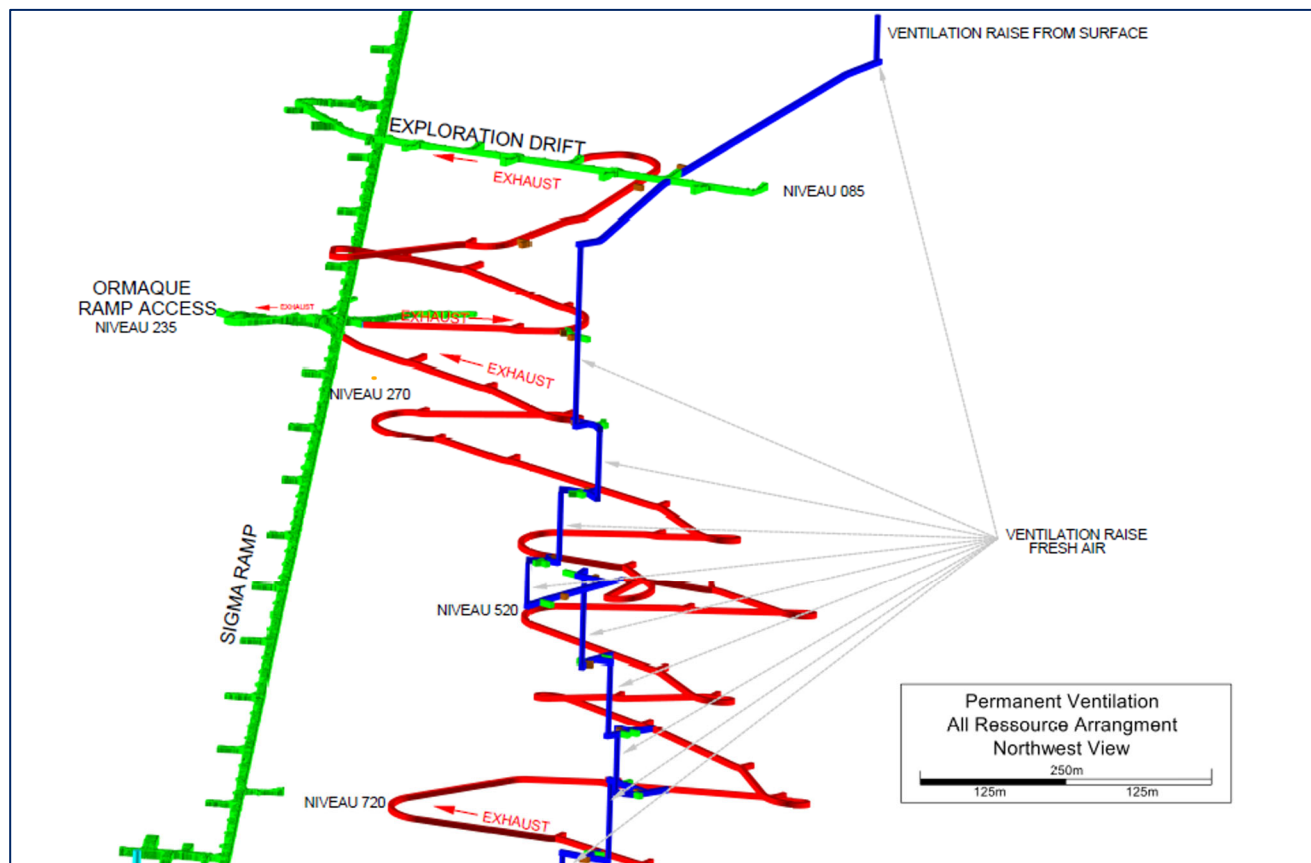 VENTILATION RAISE FROM SURFACE
EXPLORATION DRIFT
EXHAUST
NIVEAU 085
ORMAQUE
RAMP ACCESS
NIVEAU 235
EXHAUST
EXHAUST
EXHAUST
NIVEAU 270
SIGMA RAMP
VENTILATION RAISE
FRESH AIR
NIVEAU 520
NIVEAU 720
EXHAUST
Permanent Ventilation
All Ressource Arrangment
Northwest View
250m
125m
125m